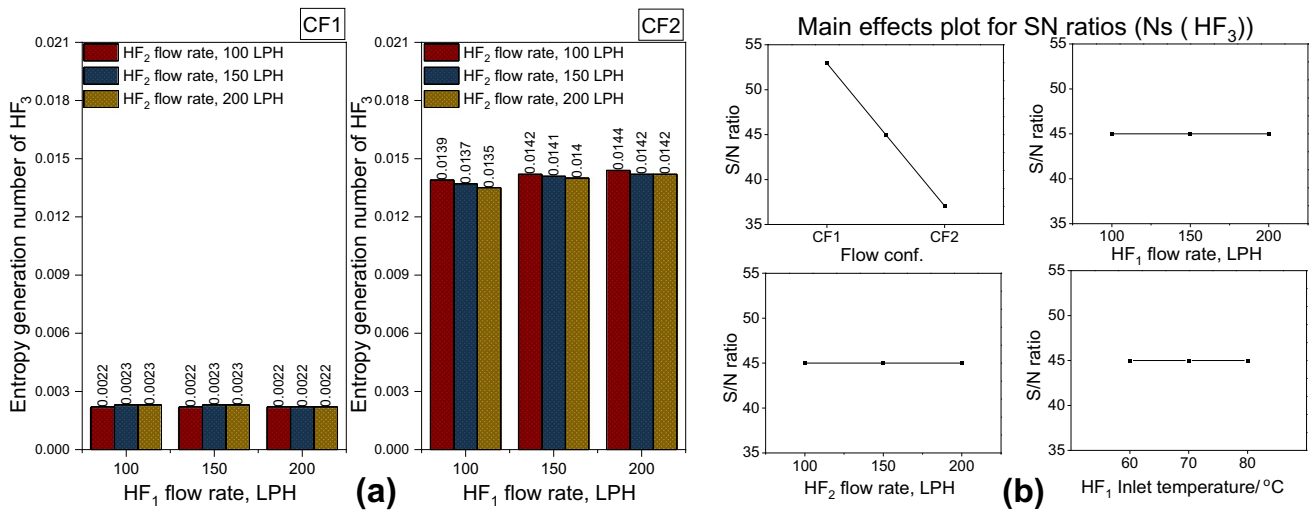 CF1
Entropy generation number of HF3
0.021
0.018
0.015
0.012
0.009
0.006
0.003
0.000
HF2 flow rate, 100 LPH
HF2 flow rate, 150 LPH
HF2 flow rate, 200 LPH
0.0022
0.0023
0.0023
0.0022
0.0023
0.0023
0.0022
0.0022
0.0022
100 150 200
HF1 flow rate, LPH
CF2
Entropy generation number of HF3
0.021
0.018
0.015
0.012
0.009
0.006
0.003
0.000
HF2 flow rate, 100 LPH
HF2 flow rate, 150 LPH
HF2 flow rate, 200 LPH
0.0139
0.0137
0.0135
0.0142
0.0141
0.014
0.0144
0.0142
0.0142
100 150 200
HF1 flow rate, LPH
(a)
Main effects plot for SN ratios (Ns ( HF3))
S/N ratio
55
50
45
40
35
CF1 CF2
Flow conf.
S/N ratio
55
50
45
40
35
100 150 200
HF1 flow rate, LPH
S/N ratio
55
50
45
40
35
100 150 200
HF2 flow rate, LPH
S/N ratio
55
50
45
40
35
60 70 80
HF1 Inlet temperature/ °C
(b)